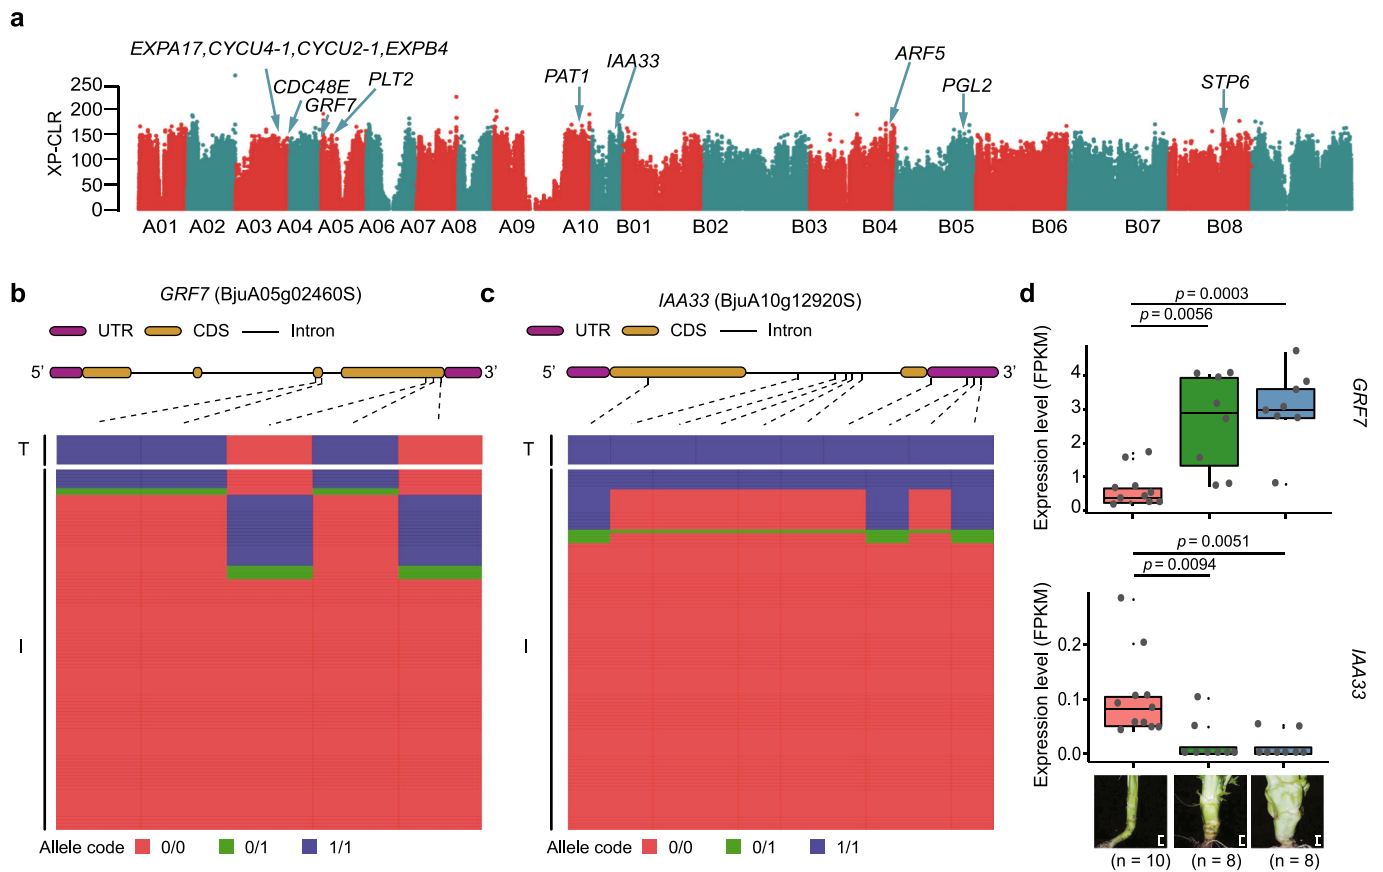 a
EXPA17,CYCU4-1,CYCU2-1,EXPB4
CDC48E
GRF7
PLT2
PAT1
IAA33
ARF5
PGL2
STP6
XP-CLR
250
200
150
100
50
0
A01 A02 A03 A04 A05 A06 A07 A08 A09 A10 B01 B02 B03 B04 B05 B06 B07 B08
b
GRF7 (BjuA05g02460S)
UTR CDS Intron
5’ 3’
T
I
Allele code 0/0 0/1 1/1
c
IAA33 (BjuA10g12920S)
UTR CDS Intron
5’ 3’
T
I
Allele code 0/0 0/1 1/1
d
p = 0.0003
p = 0.0056
Expression level (FPKM)
4
3
2
1
0
GRF7
p = 0.0051
p = 0.0094
Expression level (FPKM)
0.2
0.1
0.0
IAA33
(n = 10) (n = 8) (n = 8)